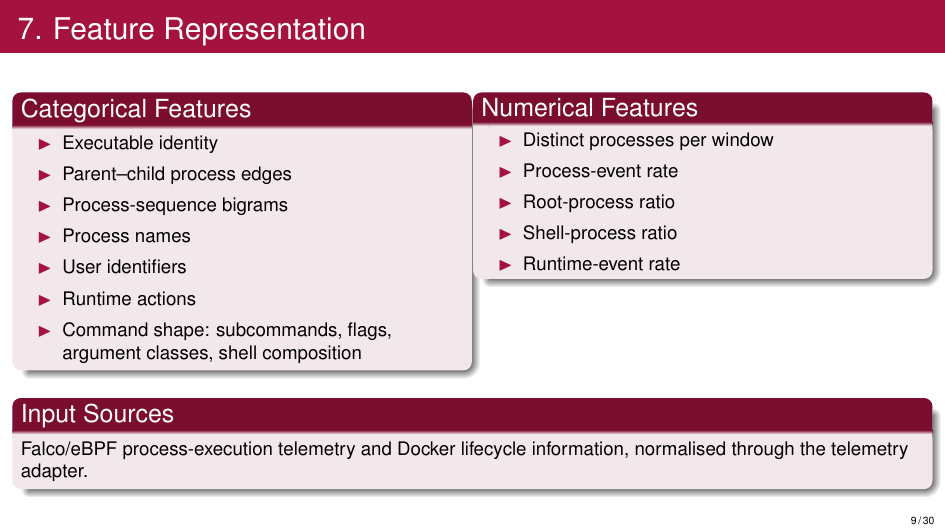 7. Feature Representation
Categorical Features
▶ Executable identity
▶ Parent–child process edges
▶ Process-sequence bigrams
▶ Process names
▶ User identifiers
▶ Runtime actions
▶ Command shape: subcommands, flags,
argument classes, shell composition
Numerical Features
▶ Distinct processes per window
▶ Process-event rate
▶ Root-process ratio
▶ Shell-process ratio
▶ Runtime-event rate
Input Sources
Falco/eBPF process-execution telemetry and Docker lifecycle information, normalised through the telemetry
adapter.
9 / 30